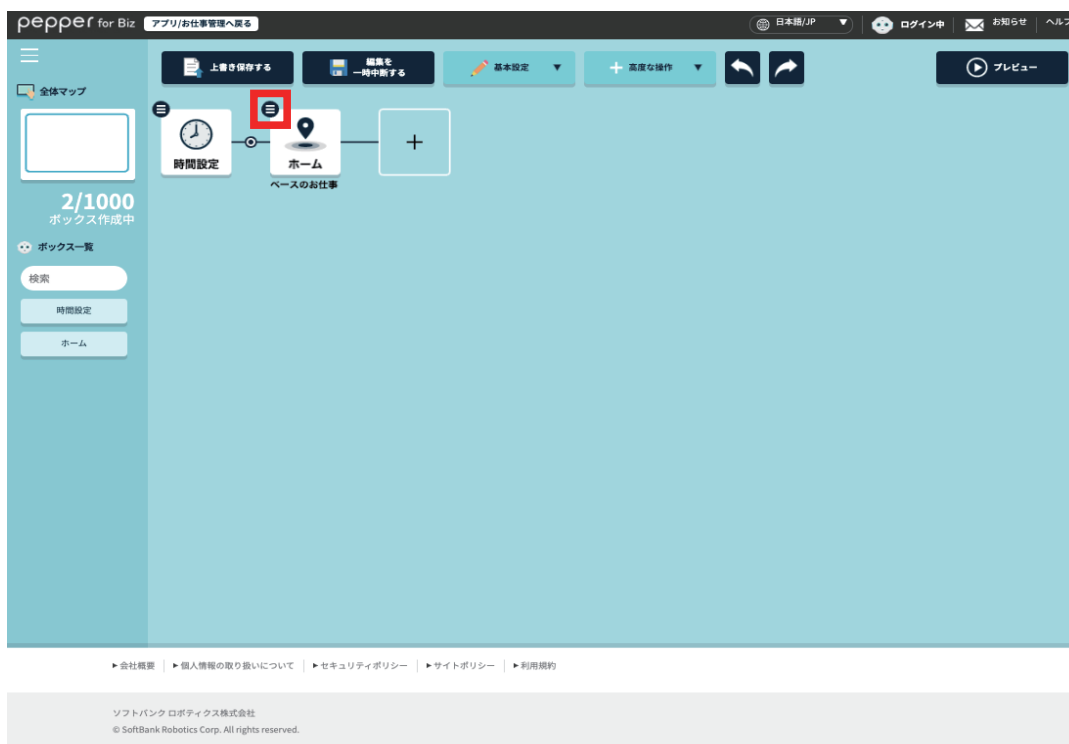 pepper for Biz アプリ/お仕事管理へ戻る 日本語/JP ▼ ログイン中 お知らせ
上書き保存する
編集を
一時中断する
基本設定 ▼
高度な操作 ▼
プレビュー
全体マップ
時間設定
ホーム
ベースのお仕事
+
2/1000
ボックス作成中
ボックス一覧
検索
時間設定
ホーム
▶会社概要 ▶個人情報の取り扱いについて ▶セキュリティポリシー ▶サイトポリシー ▶利用規約
ソフトバンク ロボティクス株式会社
© SoftBank Robotics Corp. All rights reserved.